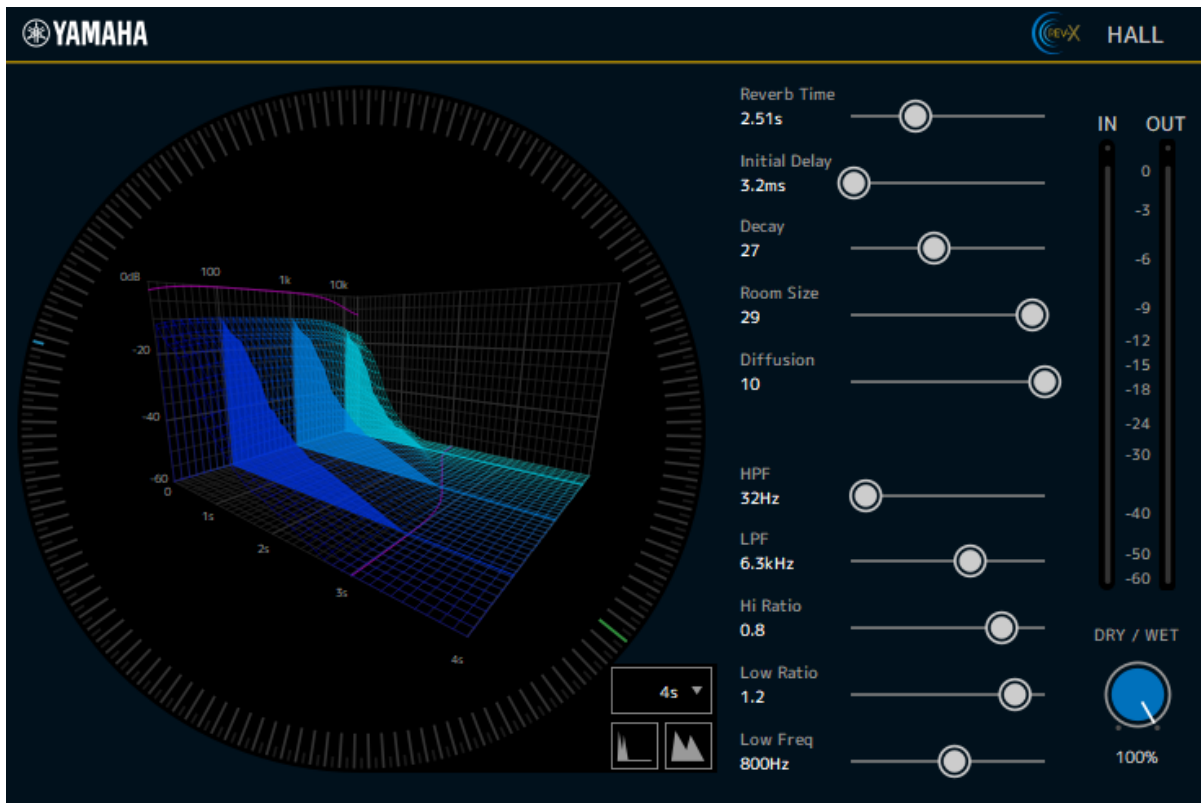 YAMAHA
REV-X HALL
Reverb Time
2.51s
Initial Delay
3.2ms
Decay
27
Room Size
29
Diffusion
10
HPF
32Hz
LPF
6.3kHz
Hi Ratio
0.8
Low Ratio
1.2
Low Freq
800Hz
IN OUT
0
-3
-6
-9
-12
-15
-18
-24
-30
-40
-50
-60
DRY / WET
100%
0dB 100 1k 10k
-20
-40
-60
0
1s
2s
3s
4s
4s